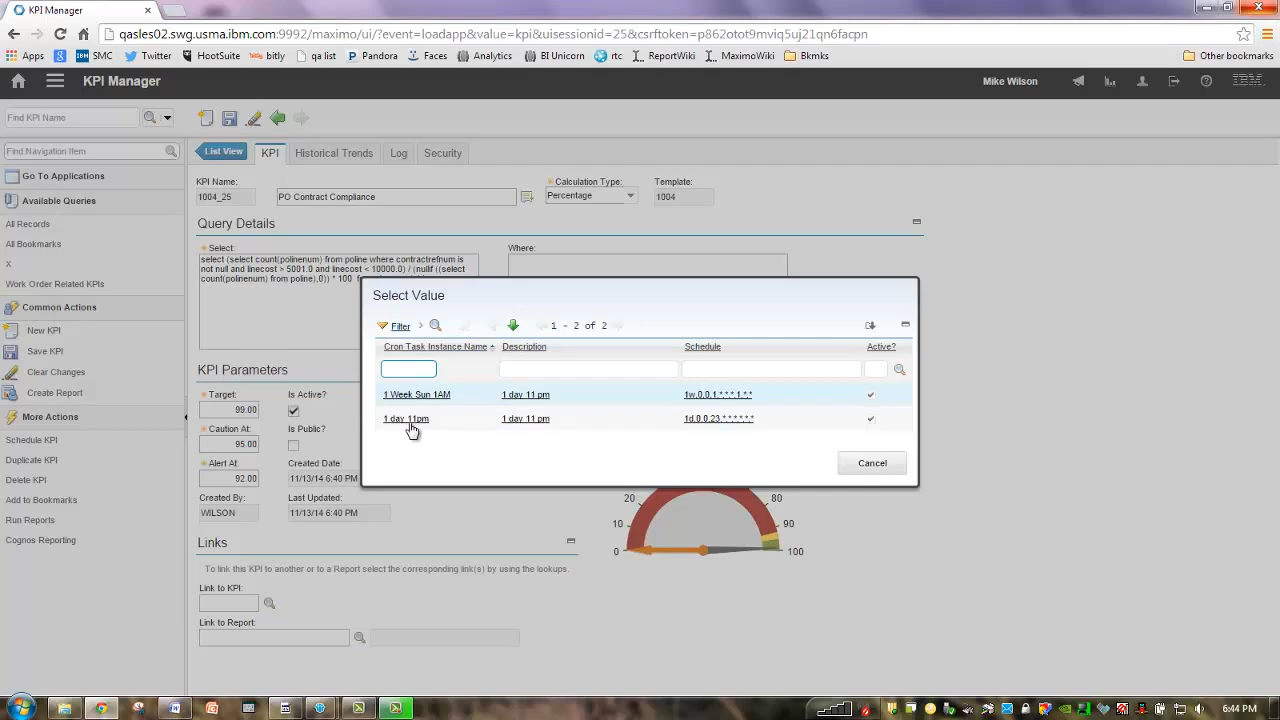 KPI Manager
qasles02.swg.usma.ibm.com:9992/maximo/ui/?event=loadapp&value=kpi&uisessionid=25&csrftoken=p862otot9mviq5uj21qn6facpn
Apps SMC Twitter HootSuite bitly qa list Pandora Faces Analytics BI Unicorn rtc ReportWiki MaximoWiki Bkmks Other bookmarks
KPI Manager Mike Wilson IBM
Find KPI Name
Find Navigation Item
Go To Applications
Available Queries
All Records
All Bookmarks
X
Work Order Related KPIs
Common Actions
New KPI
Save KPI
Clear Changes
Create Report
More Actions
Schedule KPI
Duplicate KPI
Delete KPI
Add to Bookmarks
Run Reports
Cognos Reporting
List View KPI Historical Trends Log Security
KPI Name: * Calculation Type: Template:
1004_25 PO Contract Compliance Percentage 1004
Query Details
* Select: Where:
select (select count(polinenum) from poline where contractrefnum is
not null and linecost > 5001.0 and linecost < 10000.0) / (nullif ((select
count(polinenum) from poline),0)) * 100
KPI Parameters
* Target: Is Active?
99.00
* Caution At: Is Public?
95.00
* Alert At: Created Date:
92.00 11/13/14 6:40 PM
Created By: Last Updated:
WILSON 11/13/14 6:40 PM
Links
To link this KPI to another or to a Report select the corresponding link(s) by using the lookups.
Link to KPI:
Link to Report:
Select Value
Filter 1 - 2 of 2
Cron Task Instance Name Description Schedule Active?
1 Week Sun 1AM 1 day 11 pm 1w,0,0,1,*,*,1,*,*
1 day 11pm 1 day 11 pm 1d,0,0,23,*,*,*,*,*
Cancel
0 10 20 80 90 100
6:44 PM